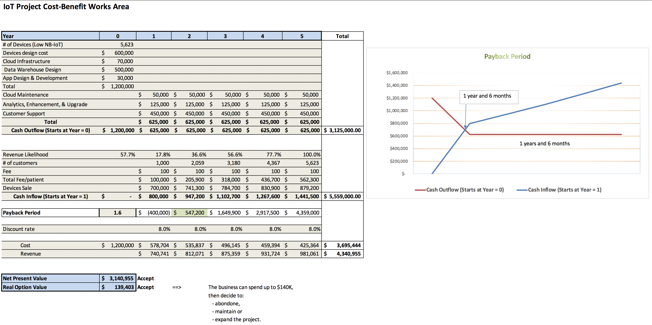 IoT Project Cost-Benefit Works Area
Year 0 1 2 3 4 5 Total
# of Devices (Low NB-IoT) 5,623
Devices design cost $ 600,000
Cloud Infrastructure $ 70,000
Data Warehouse Design $ 500,000
App Design & Development $ 30,000
Total $ 1,200,000
Cloud Maintenance $ 50,000 $ 50,000 $ 50,000 $ 50,000 $ 50,000
Analytics, Enhancement, & Upgrade $ 125,000 $ 125,000 $ 125,000 $ 125,000 $ 125,000
Customer Support $ 450,000 $ 450,000 $ 450,000 $ 450,000 $ 450,000
Total $ 625,000 $ 625,000 $ 625,000 $ 625,000 $ 625,000
Cash Outflow (Starts at Year = 0) $ 1,200,000 $ 625,000 $ 625,000 $ 625,000 $ 625,000 $ 625,000 $ 3,125,000.00
Revenue Likelihood 57.7% 17.8% 36.6% 56.6% 77.7% 100.0%
# of customers 1,000 2,059 3,180 4,367 5,623
Fee $ 100 $ 100 $ 100 $ 100 $ 100
Total Fee/patient $ 100,000 $ 205,900 $ 318,000 $ 436,700 $ 562,300
Devices Sale $ 700,000 $ 741,300 $ 784,700 $ 830,900 $ 879,200
Cash Inflow (Starts at Year = 1) $ - $ 800,000 $ 947,200 $ 1,102,700 $ 1,267,600 $ 1,441,500 $ 5,559,000.00
Payback Period 1.6 $ (400,000) $ 547,200 $ 1,649,900 $ 2,917,500 $ 4,359,000
Discount rate 8.0% 8.0% 8.0% 8.0% 8.0%
Cost $ 1,200,000 $ 578,704 $ 535,837 $ 496,145 $ 459,394 $ 425,364 $ 3,695,444
Revenue $ 740,741 $ 812,071 $ 875,359 $ 931,724 $ 981,061 $ 4,340,955
Net Present Value $ 3,140,955 Accept
Real Option Value $ 139,403 Accept ==> The business can spend up to $140K,
then decide to:
- abondone,
- maintain or
- expand the project.
Payback Period
$1,600,000
$1,400,000
$1,200,000
$1,000,000
$800,000
$600,000
$400,000
$200,000
$-
1 year and 6 months
1 years and 6 months
Cash Outflow (Starts at Year = 0) Cash Inflow (Starts at Year = 1)